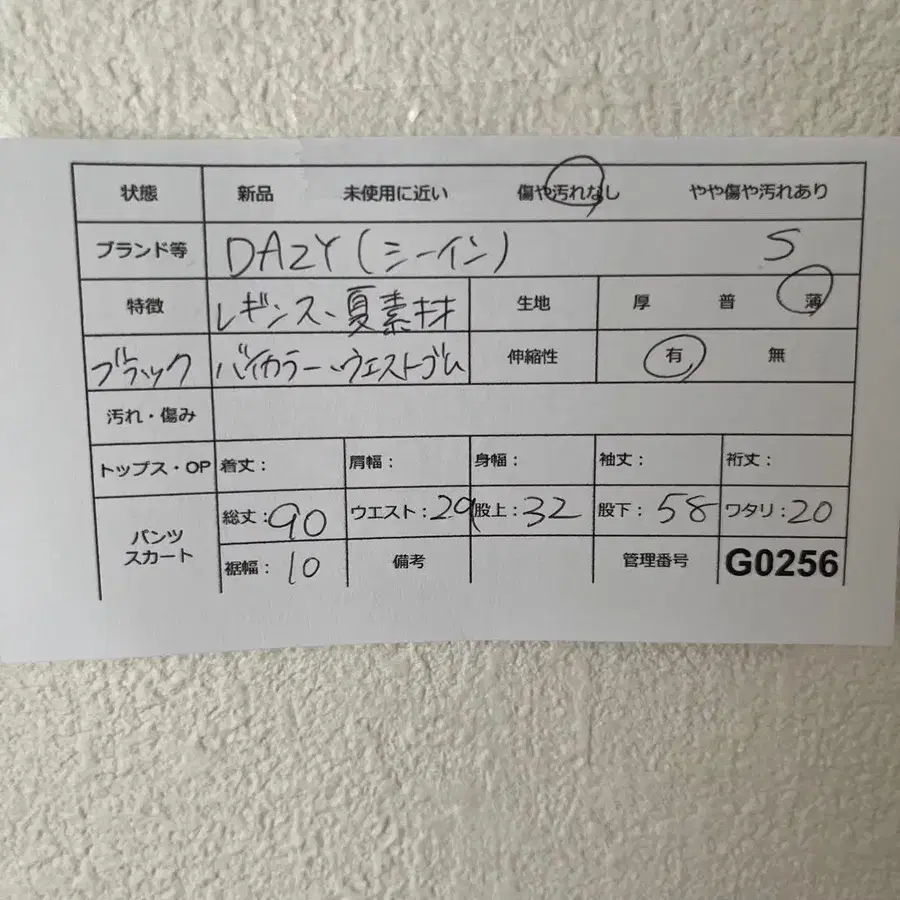 状態 新品 未使用に近い 傷や汚れなし やや傷や汚れあり
ブランド等 DAZY(シーイン) S
特徴 レギンス、夏素材 生地 厚 普 薄
ブラック バイカラー、ウエストゴム 伸縮性 有 無
汚れ・傷み
トップス・OP 着丈: 肩幅: 身幅: 袖丈: 裄丈:
パンツ スカート 総丈:90 ウエスト:29 股上:32 股下:58 ワタリ:20
裾幅:10 備考 管理番号 G0256